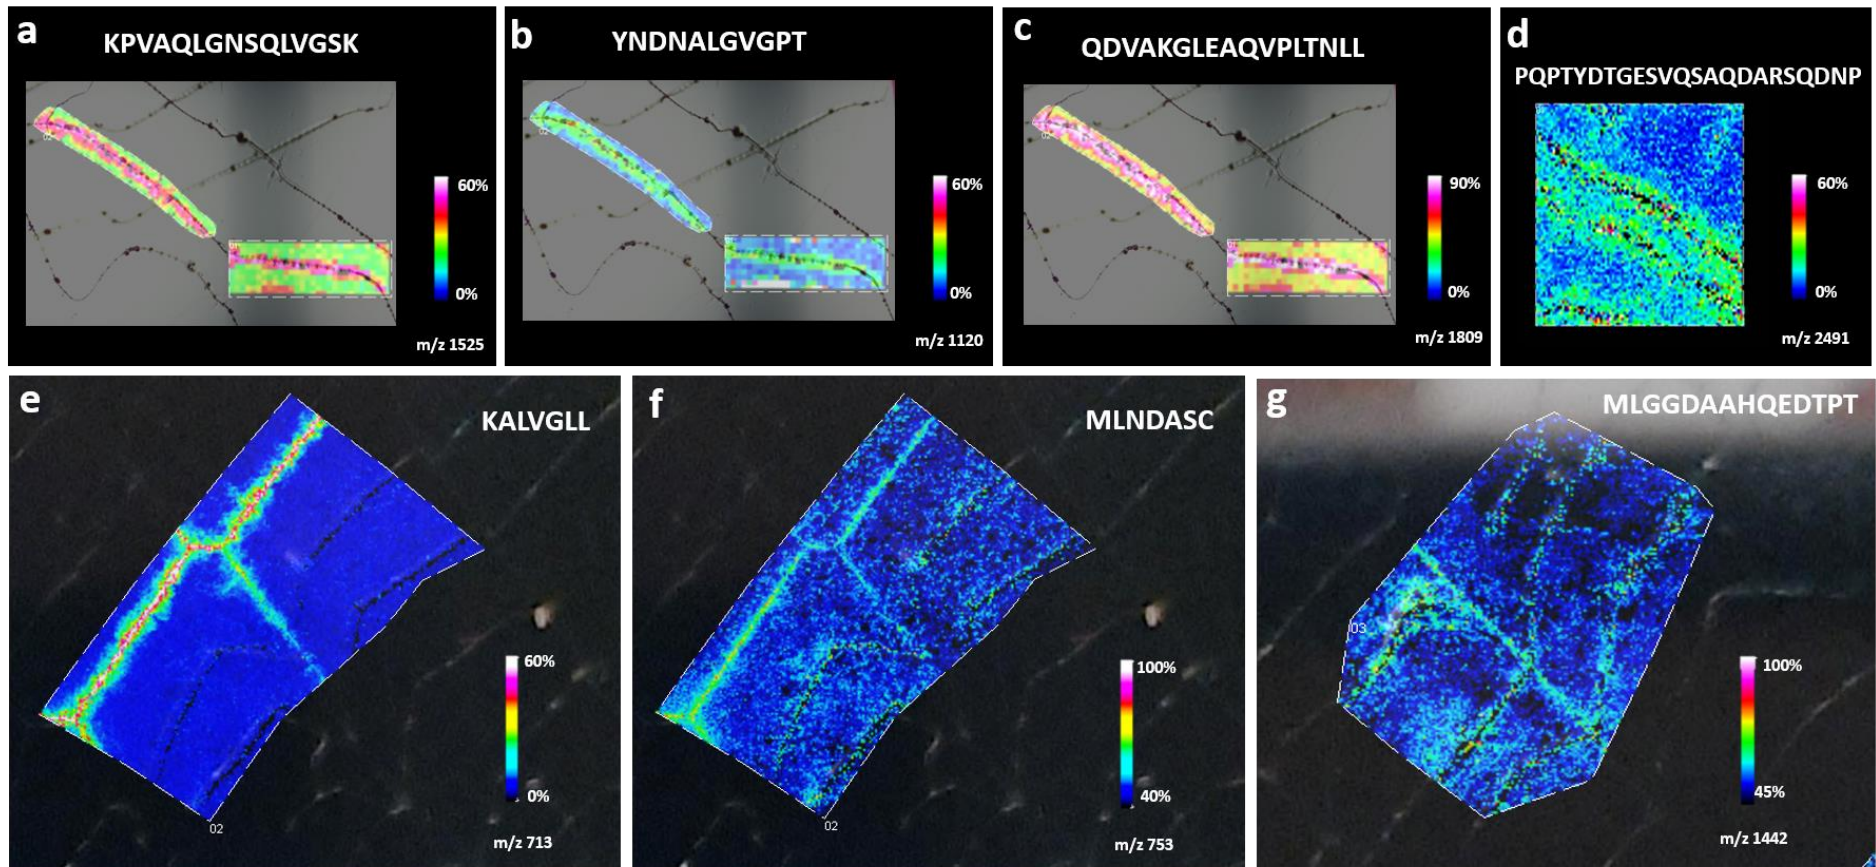 a
KPVAQLGNSQLVGSK
60%
0%
m/z 1525
b
YNDNALGVGPT
60%
0%
m/z 1120
c
QDVAKGLEAQVPLTNLL
90%
0%
m/z 1809
d
PQPTYDTGESVQSAQDARSQDNP
60%
0%
m/z 2491
e
KALVGLL
60%
0%
02
m/z 713
f
MLNDASC
100%
40%
02
m/z 753
g
MLGGDAAHQEDTPT
03
100%
45%
m/z 1442